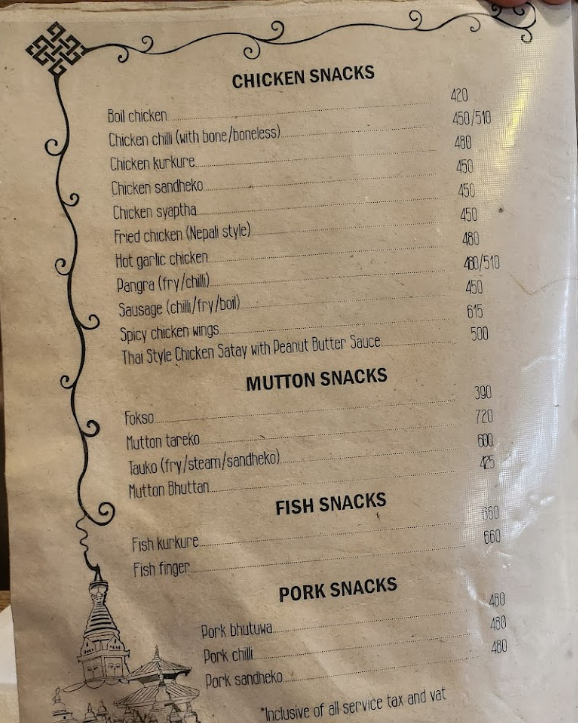 CHICKEN SNACKS
Boil chicken 420
Chicken chilli (with bone/boneless) 450/510
Chicken kurkure 480
Chicken sandheko 450
Chicken syaptha 450
Fried chicken (Nepali style) 450
Hot garlic chicken 480
Pangra (fry/chilli) 480/510
Sausage (chilli/fry/boil) 450
Spicy chicken wings 615
Thai Style Chicken Satay with Peanut Butter Sauce 500
MUTTON SNACKS
Fokso 390
Mutton tareko 720
Tauko (fry/steam/sandheko)
Mutton Bhuttan 425
FISH SNACKS
Fish kurkure 660
Fish finger 660
PORK SNACKS
Pork bhutuwa 480
Pork chilli 480
Pork sandheko 480
*Inclusive of all service tax and vat